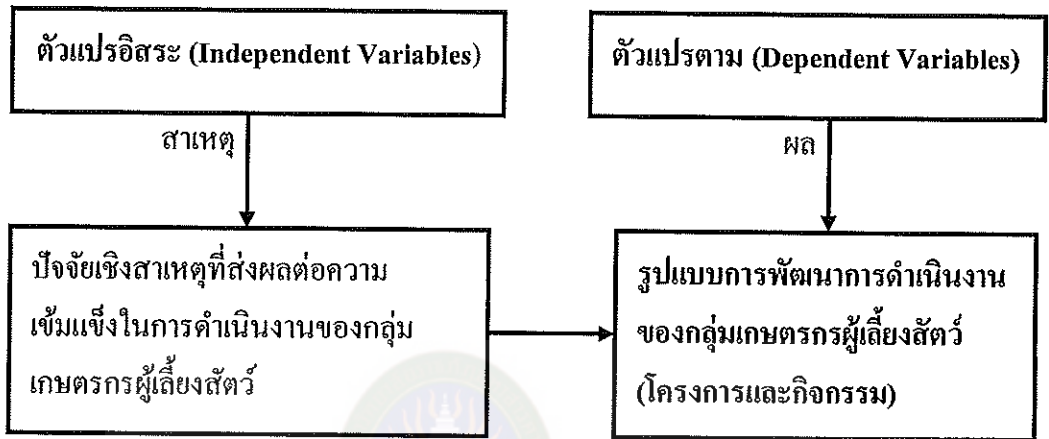 ตัวแปรอิสระ (Independent Variables)
ตัวแปรตาม (Dependent Variables)
สาเหตุ
ผล
ปัจจัยเชิงสาเหตุที่ส่งผลต่อความ
เข้มแข็งในการดำเนินงานของกลุ่ม
เกษตรกรผู้เลี้ยงสัตว์
รูปแบบการพัฒนาการดำเนินงาน
ของกลุ่มเกษตรกรผู้เลี้ยงสัตว์
(โครงการและกิจกรรม)